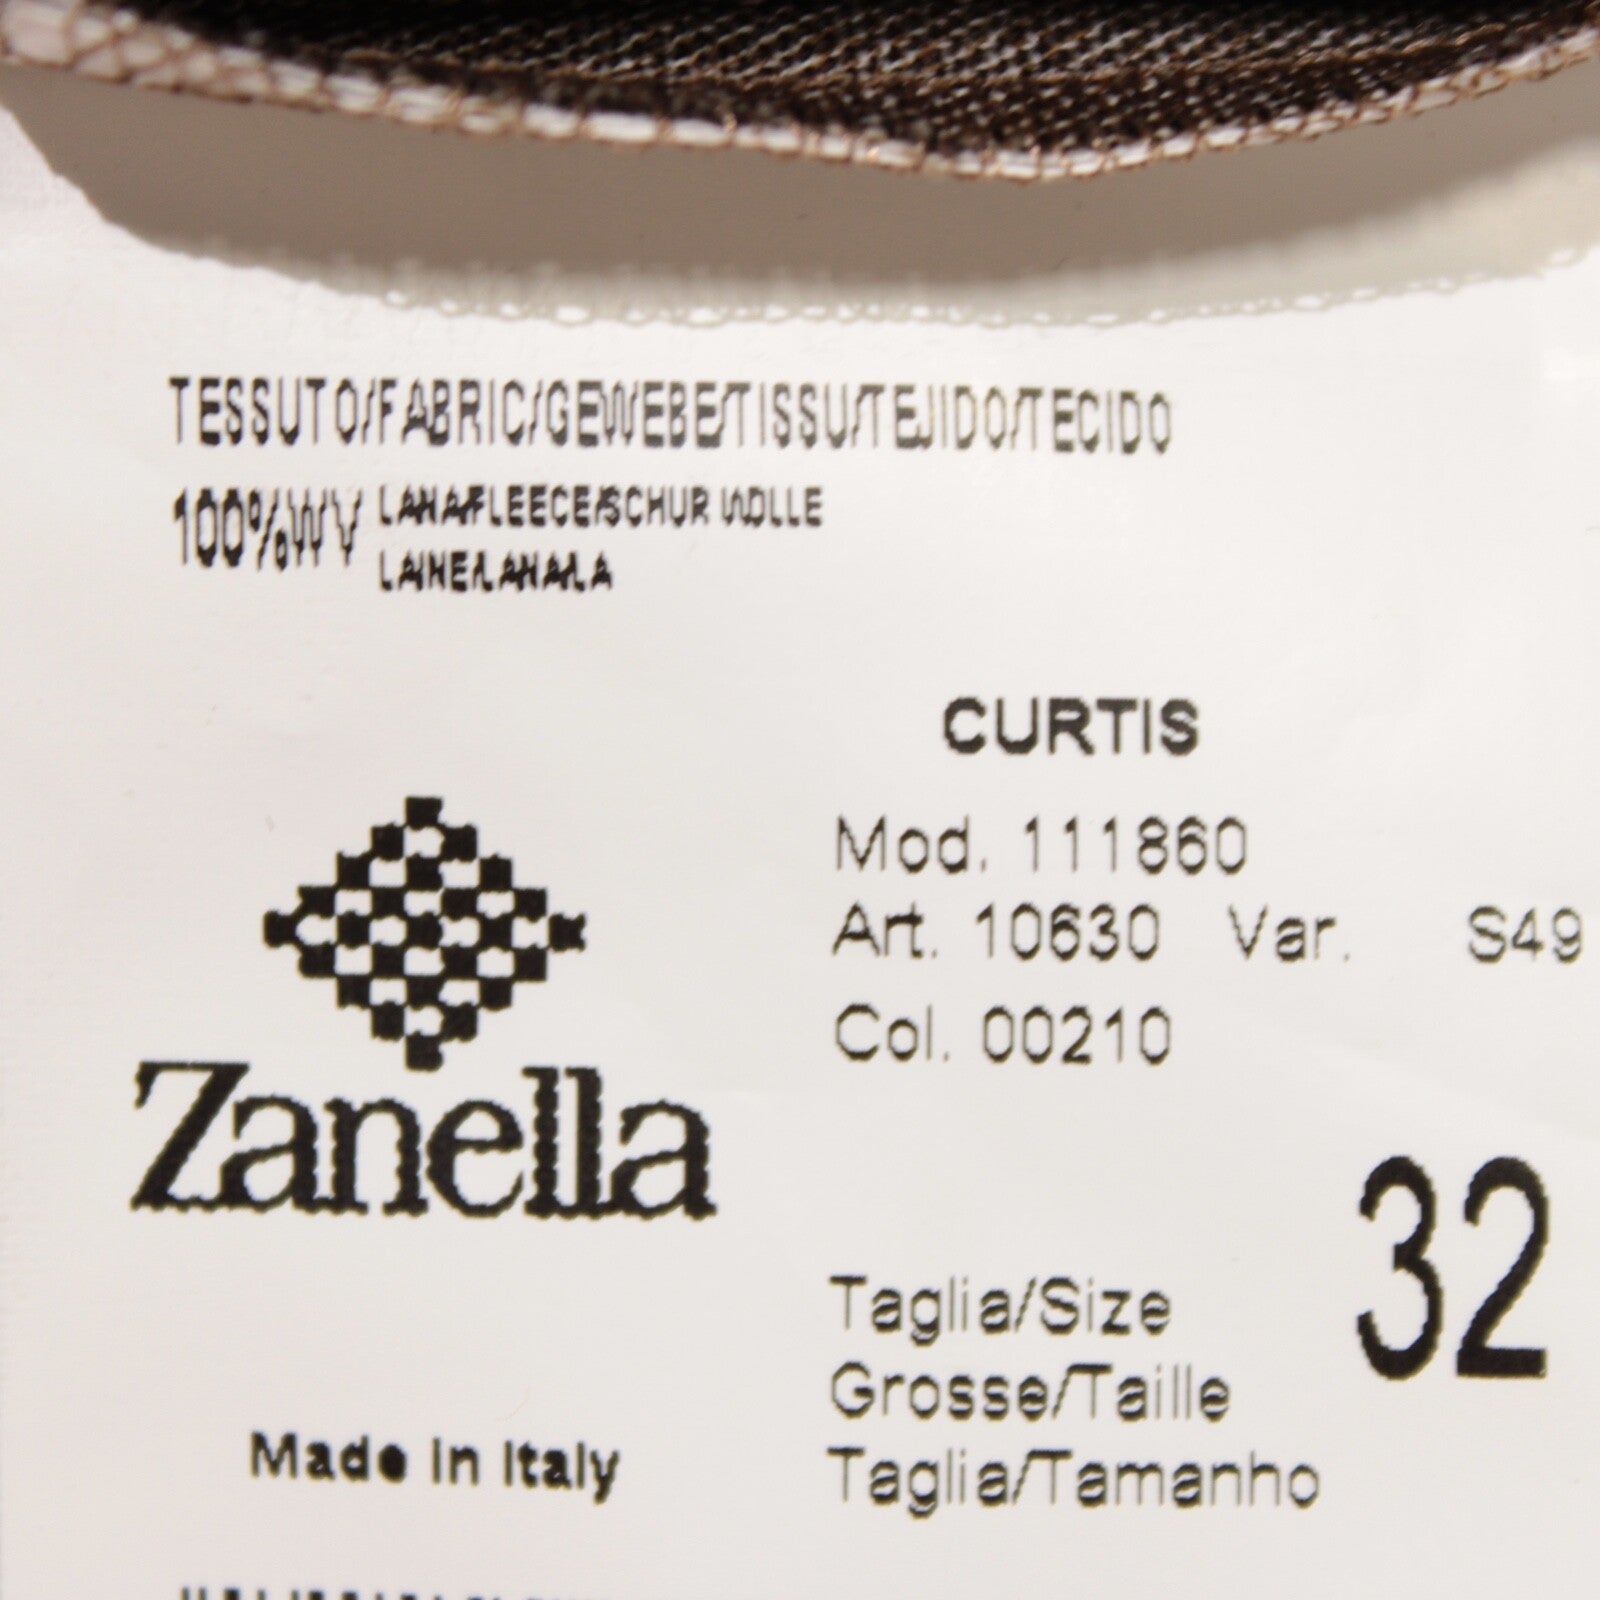 TESSUTO/FABRIC/GEWEBE/TISSU/TEJIDO/TECIDO
100%WV LANA/FLEECE/SCHUR WOLLE
LAINE/LANA/LA
CURTIS
Mod. 111860
Art. 10630 Var. S49
Col. 00210
Zanella
32
Taglia/Size
Grosse/Taille
Taglia/Tamanho
Made in Italy